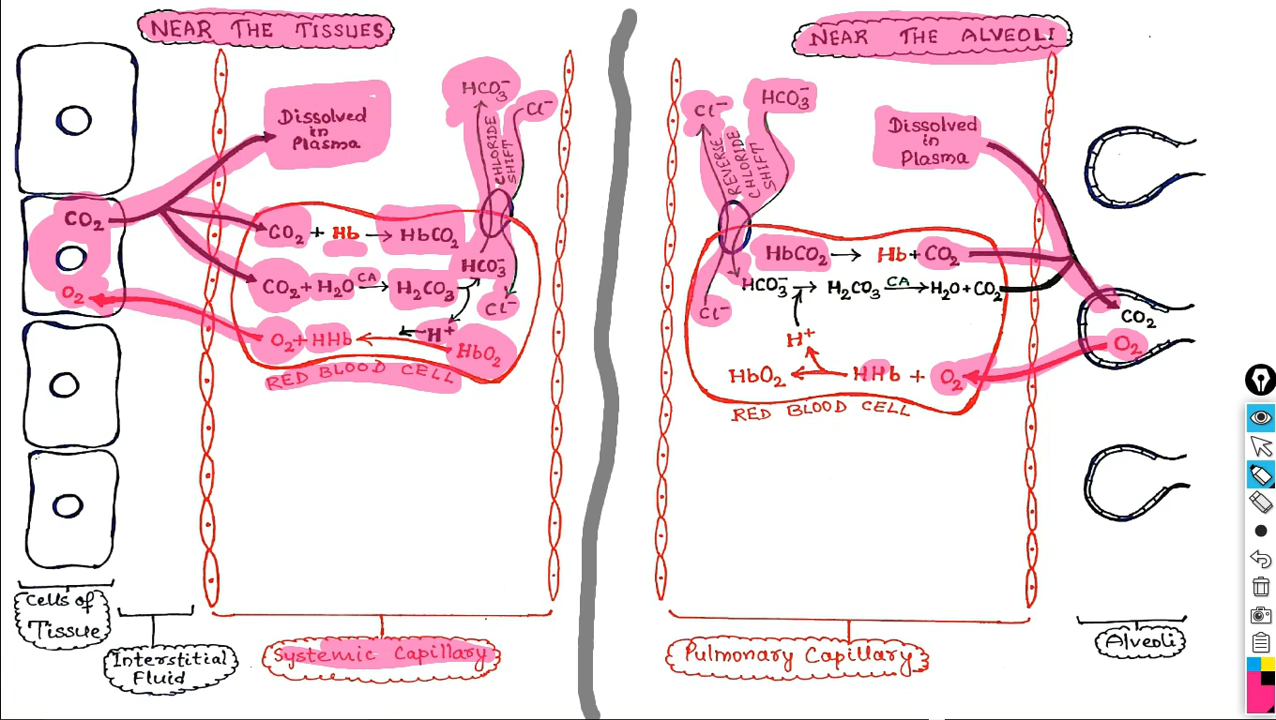 NEAR THE TISSUES
Dissolved
in
Plasma
HCO₃⁻
Cl⁻
CHLORIDE
SHIFT
CO₂
CO₂ + Hb → HbCO₂
HCO₃⁻
CO₂ + H₂O CA → H₂CO₃
Cl⁻
O₂
H⁺
O₂ + HHb ← HbO₂
RED BLOOD CELL
Cells of
Tissue
Interstitial
Fluid
Systemic Capillary
NEAR THE ALVEOLI
Cl⁻
HCO₃⁻
REVERSE
CHLORIDE
SHIFT
Dissolved
in
Plasma
HbCO₂ → Hb + CO₂
HCO₃⁻ → H₂CO₃ CA → H₂O + CO₂
Cl⁻
CO₂
H⁺
O₂
HbO₂ ← HHb + O₂
RED BLOOD CELL
Pulmonary Capillary
Alveoli